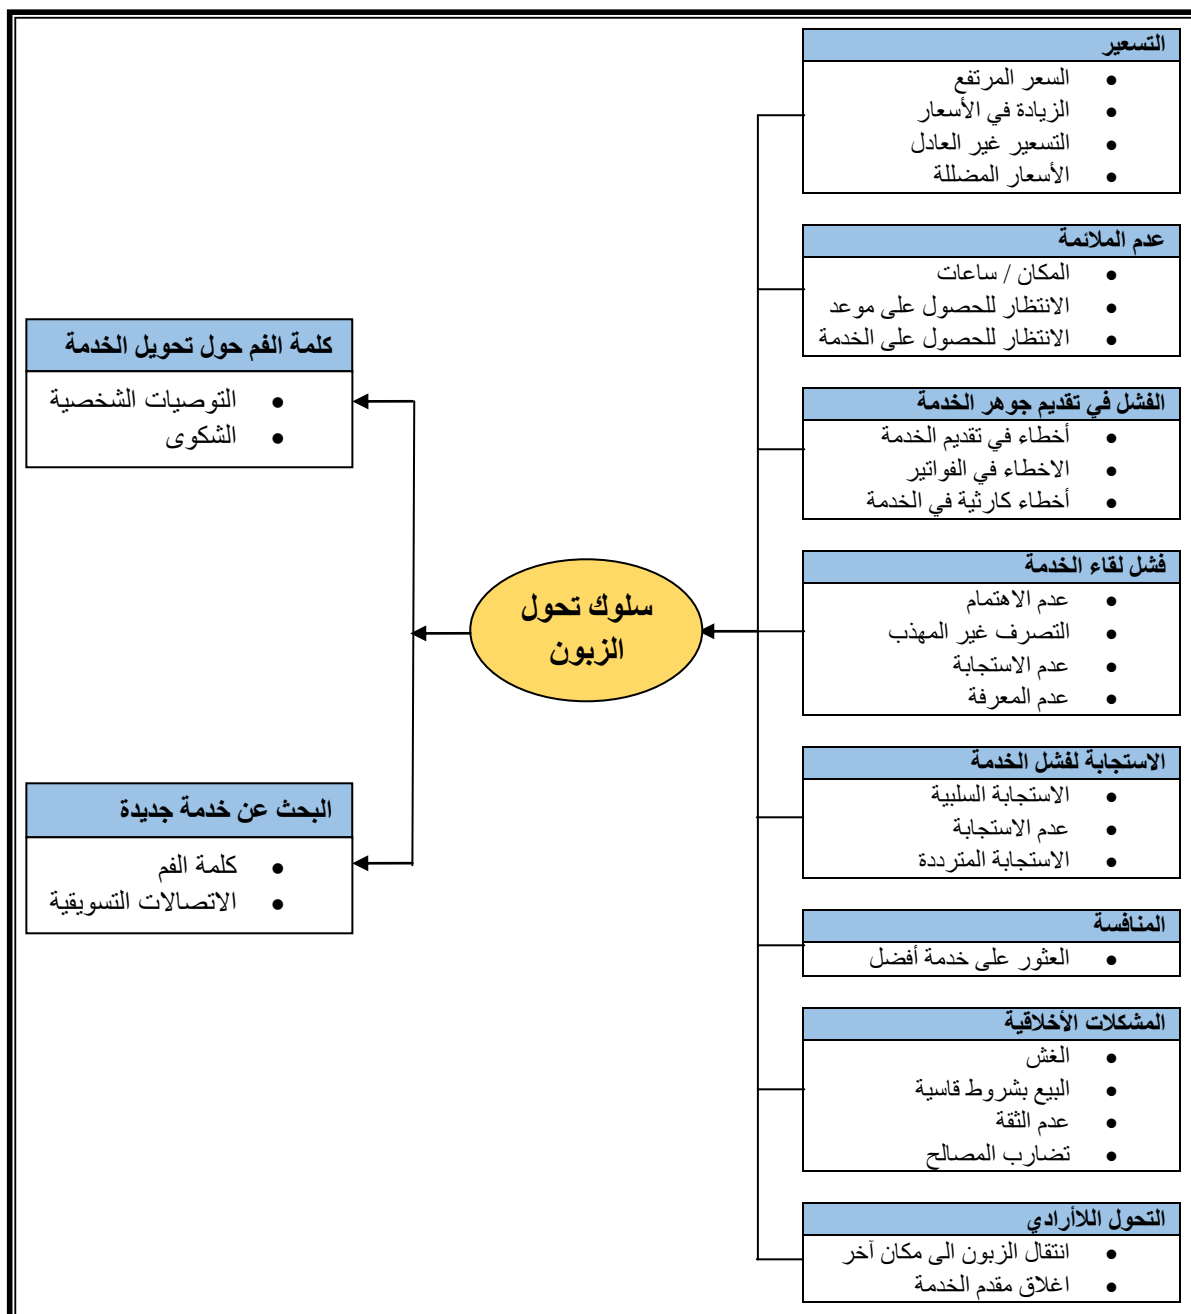 التسعير
السعر المرتفع
الزيادة في الأسعار
التسعير غير العادل
الأسعار المضللة
عدم الملائمة
المكان / ساعات
الانتظار للحصول على موعد
الانتظار للحصول على الخدمة
الفشل في تقديم جوهر الخدمة
أخطاء في تقديم الخدمة
الاخطاء في الفواتير
أخطاء كارثية في الخدمة
فشل لقاء الخدمة
عدم الاهتمام
التصرف غير المهذب
عدم الاستجابة
عدم المعرفة
الاستجابة لفشل الخدمة
الاستجابة السلبية
عدم الاستجابة
الاستجابة المترددة
المنافسة
العثور على خدمة أفضل
المشكلات الأخلاقية
الغش
البيع بشروط قاسية
عدم الثقة
تضارب المصالح
التحول اللاأرادي
انتقال الزبون الى مكان آخر
اغلاق مقدم الخدمة
سلوك تحول
الزبون
كلمة الفم حول تحويل الخدمة
التوصيات الشخصية
الشكوى
البحث عن خدمة جديدة
كلمة الفم
الاتصالات التسويقية